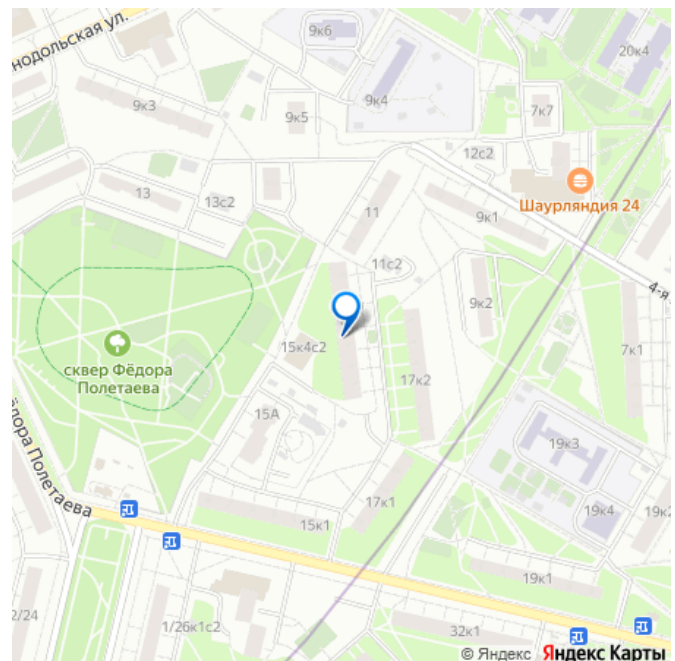 нодольская ул.
9к6
20к4
9к3
9к4
7к7
9к5
12с2
Шаурляндия 24
13
13с2
11
9к1
11с2
4-я
9к2
сквер Фёдора
Полетаева
15к4с2
7к1
17к2
15А
19к3
ёдора Полетаева
17к1
19к4
19к2
15к1
19к1
2/24
1/26к1с2
32к1
© Яндекс Яндекс Карты